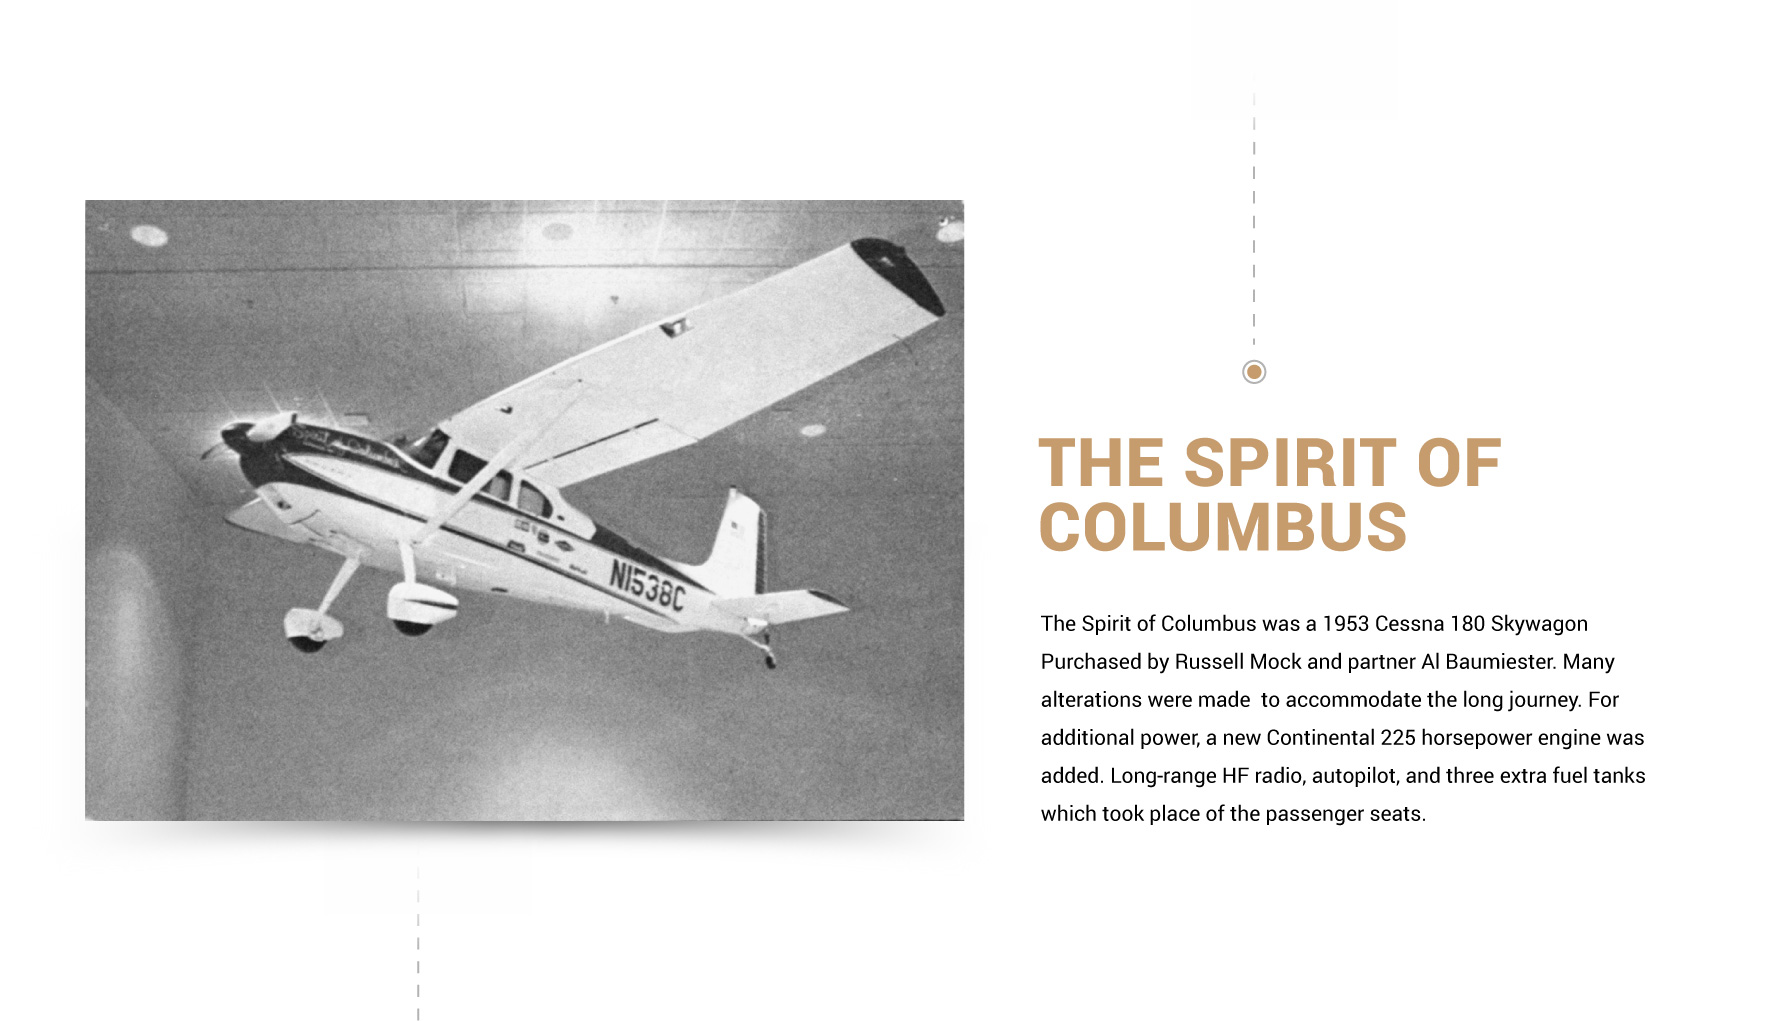 N1538C
THE SPIRIT OF
COLUMBUS
The Spirit of Columbus was a 1953 Cessna 180 Skywagon
Purchased by Russell Mock and partner Al Baumiester. Many
alterations were made  to accommodate the long journey. For
additional power, a new Continental 225 horsepower engine was
added. Long-range HF radio, autopilot, and three extra fuel tanks
which took place of the passenger seats.